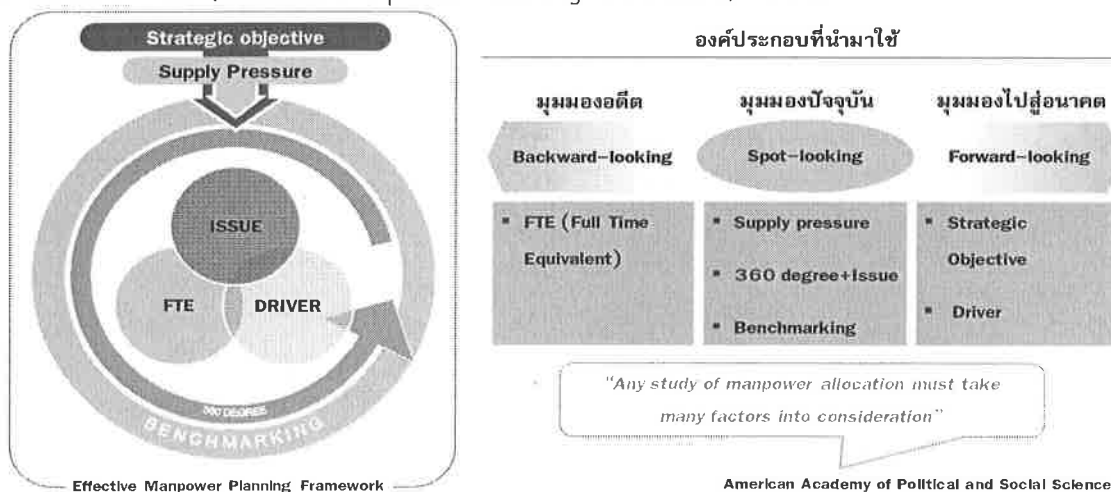 Strategic objective
Supply Pressure
ISSUE
FTE
DRIVER
360 DEGREE
BENCHMARKING
Effective Manpower Planning Framework
องค์ประกอบที่นำมาใช้
มุมมองอดีต
มุมมองปัจจุบัน
มุมมองไปสู่อนาคต
Backward-looking
Spot-looking
Forward-looking
▪ FTE (Full Time
Equivalent)
▪ Supply pressure
▪ 360 degree+Issue
▪ Benchmarking
▪ Strategic
Objective
▪ Driver
"Any study of manpower allocation must take
many factors into consideration"
American Academy of Political and Social Science